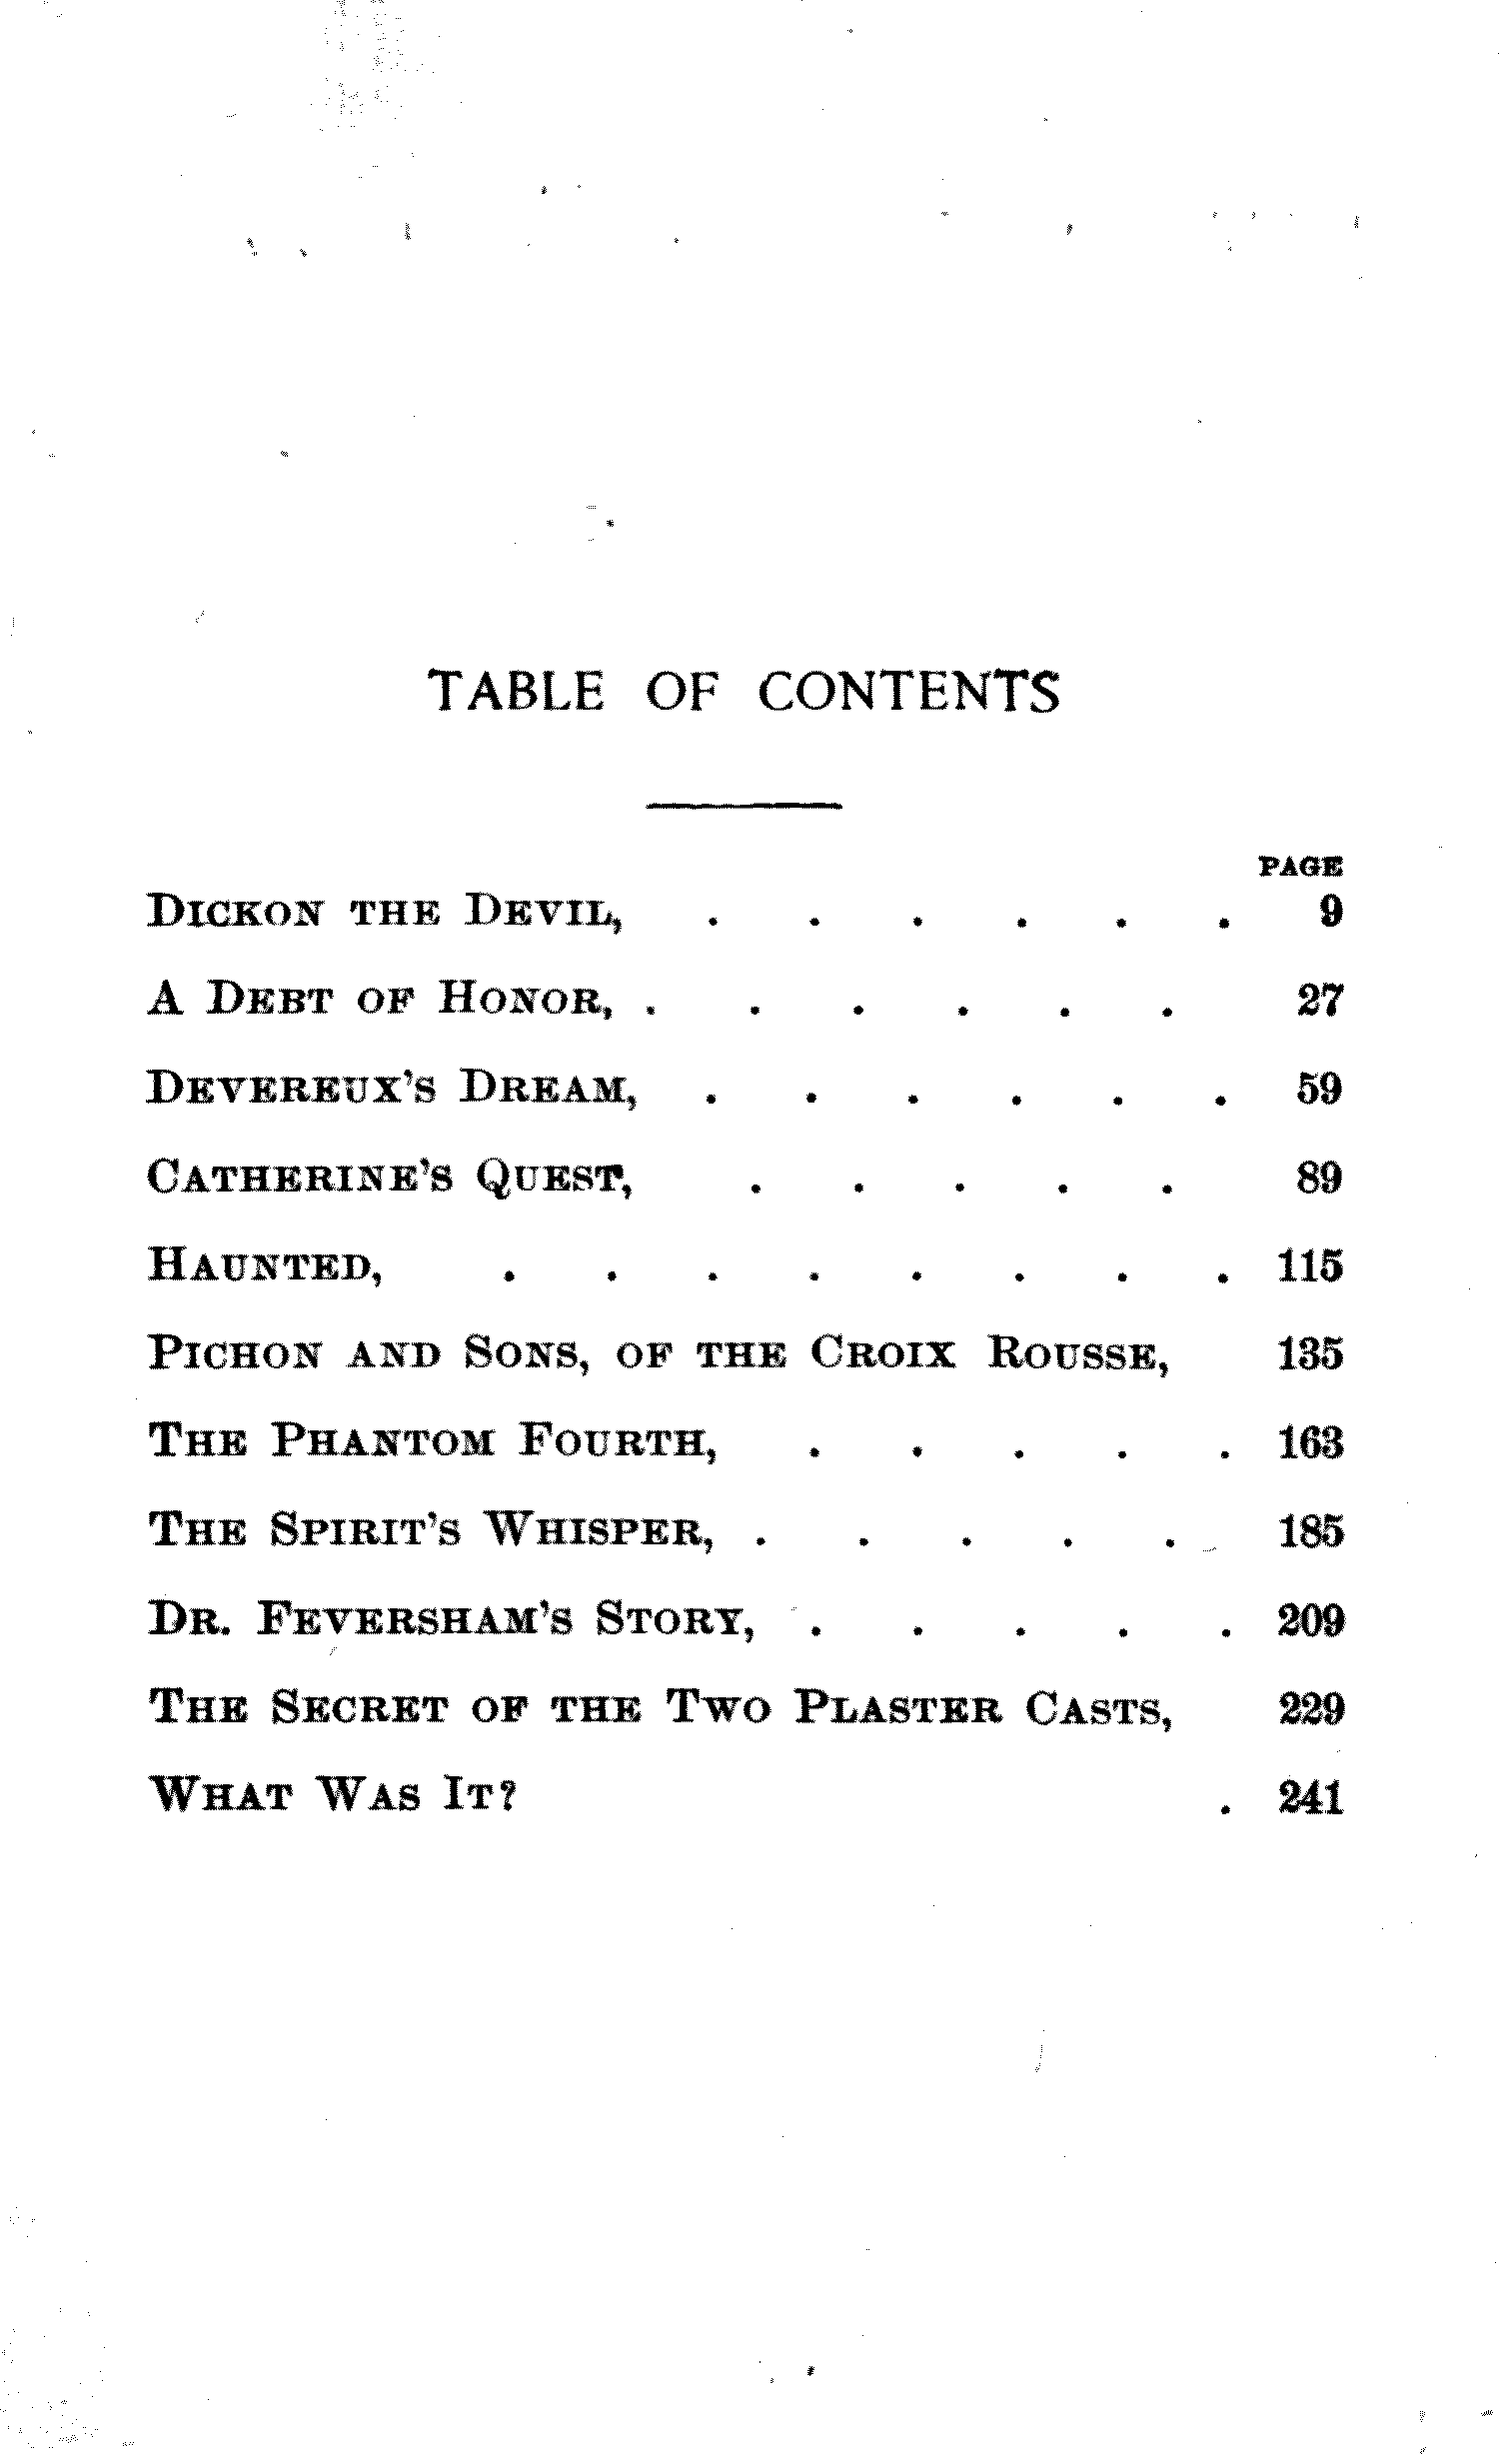 TABLE OF CONTENTS
PAGE
DICKON THE DEVIL, . . . . . . 9
A DEBT OF HONOR, . . . . . . 27
DEVEREUX'S DREAM, . . . . . . 59
CATHERINE'S QUEST, . . . . . 89
HAUNTED, . . . . . . . . 115
PICHON AND SONS, OF THE CROIX ROUSSE, 135
THE PHANTOM FOURTH, . . . . . 163
THE SPIRIT'S WHISPER, . . . . . 185
DR. FEVERSHAM'S STORY, . . . . . 209
THE SECRET OF THE TWO PLASTER CASTS, 229
WHAT WAS IT? . 241